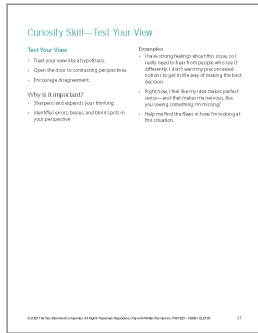 Curiosity Skill—Test Your View
Test Your View
• Treat your view like a hypothesis.
• Open the door to contrasting perspectives.
• Encourage disagreement.
Why is it important?
• Sharpens and expands your thinking
• Identifies errors, biases, and blind spots in
your perspective
Examples
• I have strong feelings about this issue, so I
really need to hear from people who see it
differently. I don't want my preconceived
notions to get in the way of making the best
decision.
• Right now, I feel like my idea makes perfect
sense—and that makes me nervous. Are
you seeing something I'm missing?
• Help me find the flaws in how I'm looking at
this situation.
The Ken Blanchard Companies. All Rights Reserved. Reproduce Only with Written Permission.